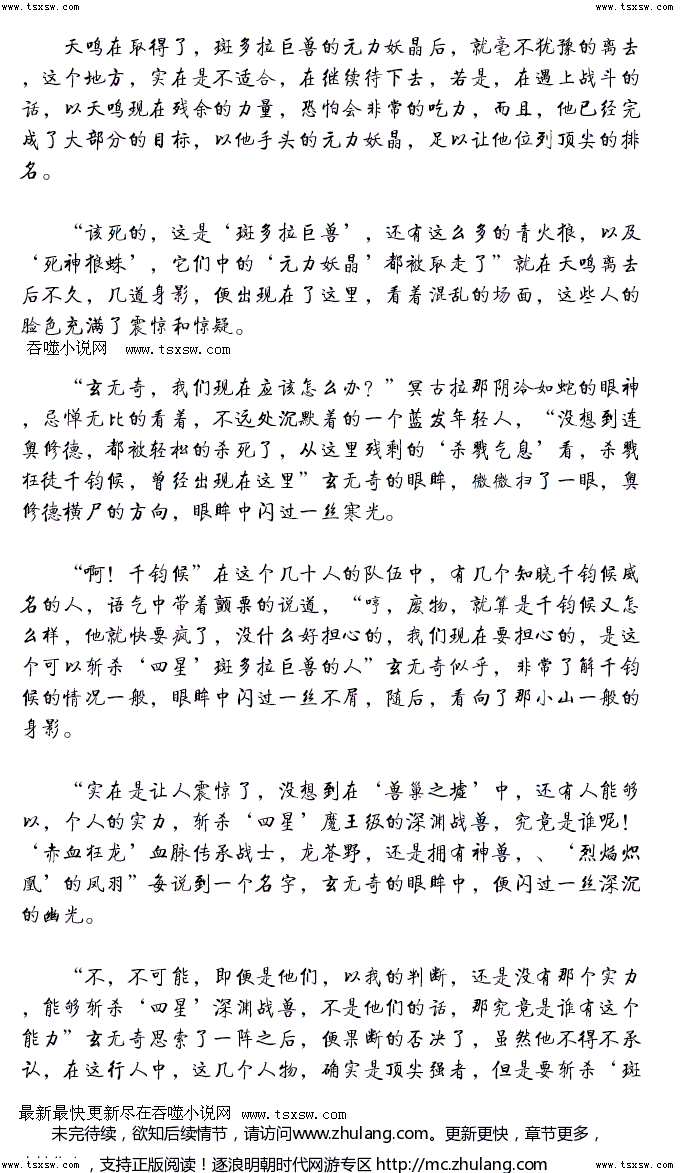 www.tsxsw.com www.tsxsw.com www.tsxsw.com
天鸣在取得了，斑多拉巨兽的元力妖晶后，就毫不犹豫的离去
，这个地方，实在是不适合，在继续待下去，若是，在遇上战斗的
话，以天鸣现在残余的力量，恐怕会非常的吃力，而且，他已经完
成了大部分的目标，以他手头的元力妖晶，足以让他位列顶尖的排
名。
“该死的，这是‘斑多拉巨兽’，还有这么多的青火狼，以及
‘死神狼蛛’，它们中的‘元力妖晶’都被取走了”就在天鸣离去
后不久，几道身影，便出现在了这里，看着混乱的场面，这些人的
脸色充满了震惊和惊疑。
吞噬小说网 www.tsxsw.com
“玄无奇，我们现在应该怎么办？”冥古拉那阴冷如蛇的眼神
，忌惮无比的看着，不远处沉默着的一个蓝发年轻人，“没想到连
奥修德，都被轻松的杀死了，从这里残剩的‘杀戮气息’看，杀戮
狂徒千钧候，曾经出现在这里”玄无奇的眼眸，微微扫了一眼，奥
修德横尸的方向，眼眸中闪过一丝寒光。
“啊！千钧候”在这个几十人的队伍中，有几个知晓千钧候威
名的人，语气中带着颤栗的说道，“哼，废物，就算是千钧候又怎
么样，他就快要疯了，没什么好担心的，我们现在要担心的，是这
个可以斩杀‘四星’斑多拉巨兽的人”玄无奇似乎，非常了解千钧
候的情况一般，眼眸中闪过一丝不屑，随后，看向了那小山一般的
身影。
“实在是让人震惊了，没想到在‘兽巢之墟’中，还有人能够
以，个人的实力，斩杀‘四星’魔王级的深渊战兽，究竟是谁呢！
‘赤血狂龙’血脉传承战士，龙苍野，还是拥有神兽，、‘烈焰炽
凰’的凤羽”每说到一个名字，玄无奇的眼眸中，便闪过一丝深沉
的幽光。
“不，不可能，即便是他们，以我的判断，还是没有那个实力
，能够斩杀‘四星’深渊战兽，不是他们的话，那究竟是谁有这个
能力”玄无奇思索了一阵之后，便果断的否决了，虽然他不得不承
认，在这行人中，这几个人物，确实是顶尖强者，但是要斩杀‘斑
最新最快更新尽在吞噬小说网 www.tsxsw.com
未完待续，欲知后续情节，请访问www.zhulang.com。更新更快，章节更多，
，支持正版阅读！逐浪明朝时代网游专区 http://mc.zhulang.com
www.tsxsw.com www.tsxsw.com